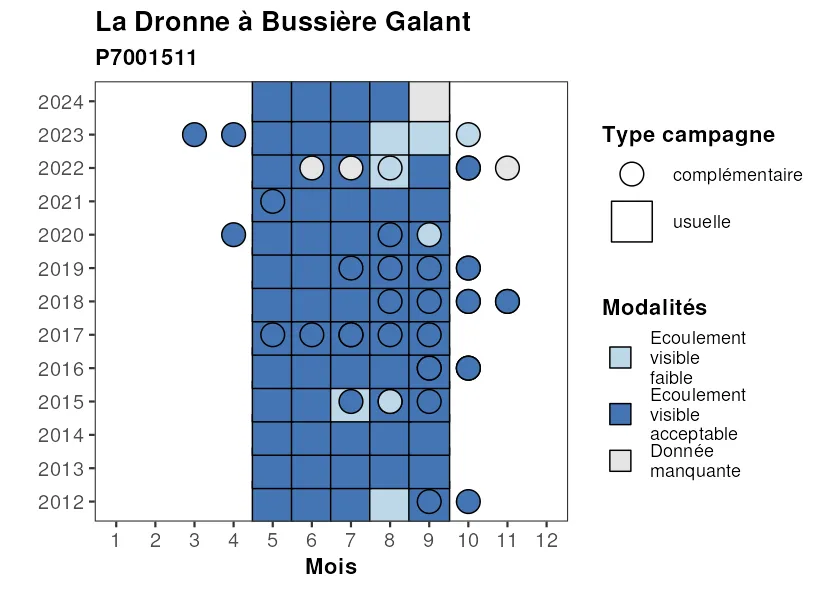 La Dronne à Bussière Galant
P7001511
2024
2023
2022
2021
2020
2019
2018
2017
2016
2015
2014
2013
2012
1 2 3 4 5 6 7 8 9 10 11 12
Mois
Type campagne
complémentaire
usuelle
Modalités
Ecoulement
visible
faible
Ecoulement
visible
acceptable
Donnée
manquante